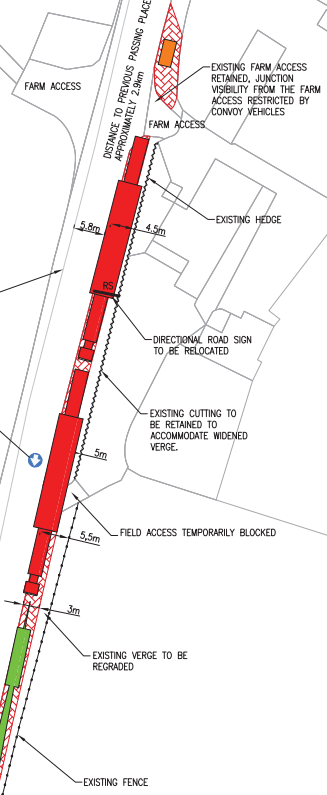 DISTANCE TO PREVIOUS PASSING PLACE
APPROXIMATELY 2.9km
FARM ACCESS
EXISTING FARM ACCESS
RETAINED, JUNCTION
VISIBILITY FROM THE FARM
ACCESS RESTRICTED BY
CONVOY VEHICLES
FARM ACCESS
5.8m
4.5m
EXISTING HEDGE
RS
DIRECTIONAL ROAD SIGN
TO BE RELOCATED
EXISTING CUTTING TO
BE RETAINED TO
ACCOMMODATE WIDENED
VERGE.
5m
FIELD ACCESS TEMPORARILY BLOCKED
5,5m
3m
EXISTING VERGE TO BE
REGRADED
EXISTING FENCE